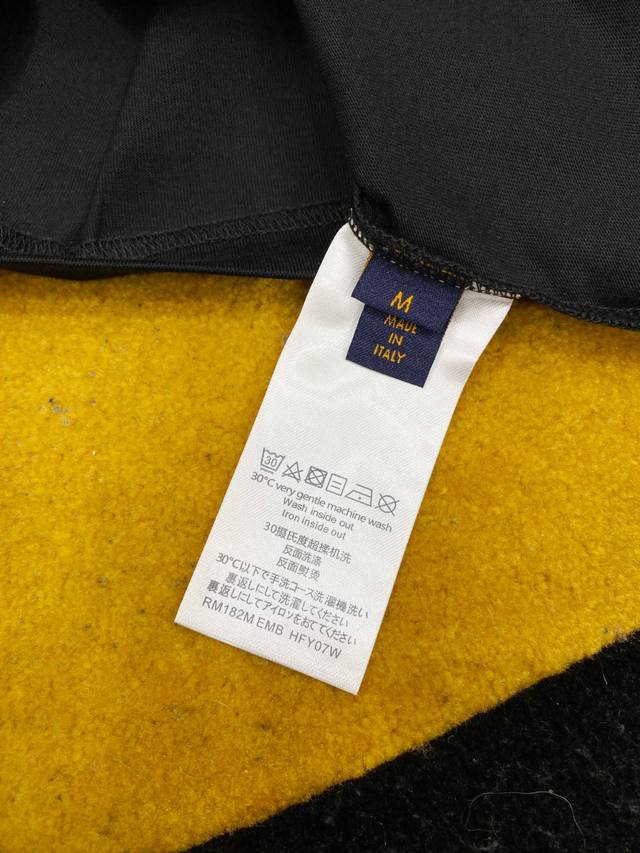 M
MADE
IN
ITALY
30
30°C very gentle machine wash
Wash inside out
Iron inside out
30摄氏度超揉机洗
反面洗涤
反面熨烫
30℃以下で手洗コース洗濯機洗い
裏返しにして洗濯してください
裏返しにしてアイロンをおてください
RM182M EMB HFY07W